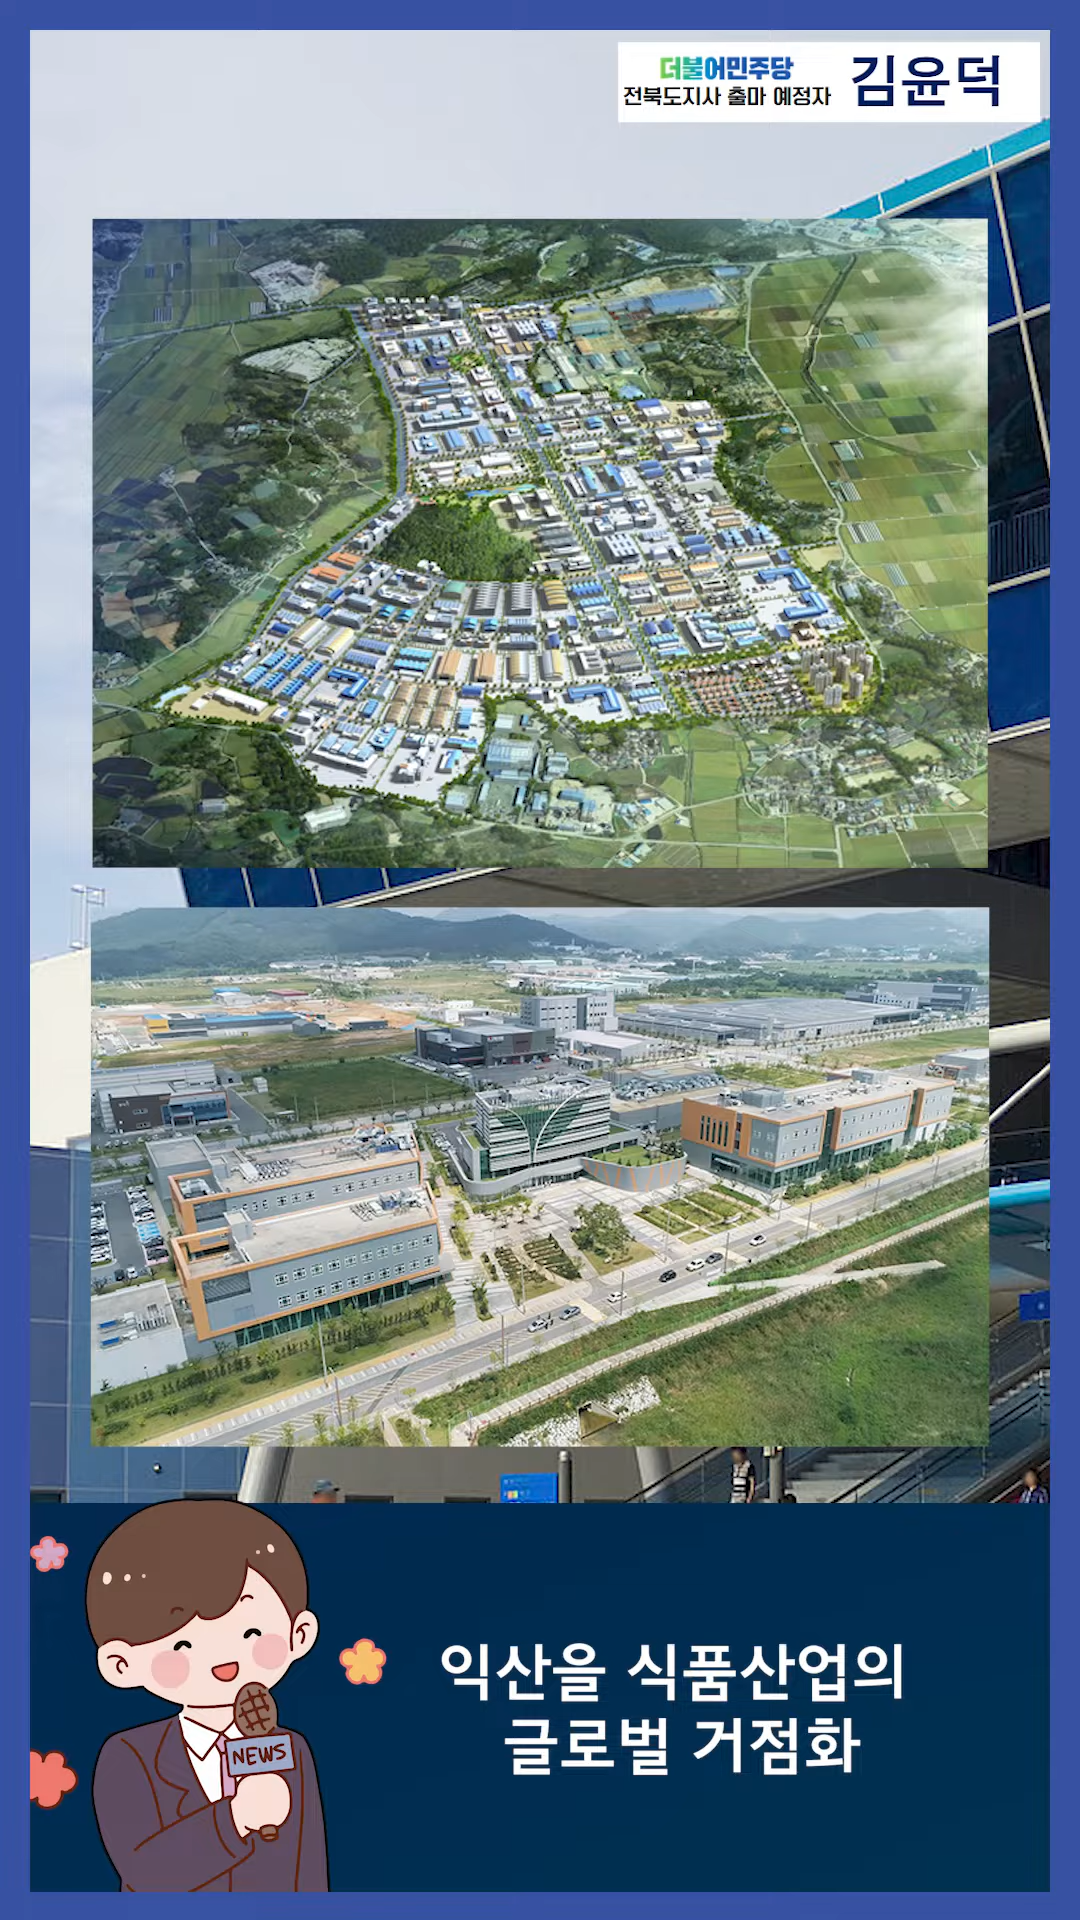 더불어민주당
전북도지사 출마 예정자
김윤덕
NEWS
익산을 식품산업의
글로벌 거점화